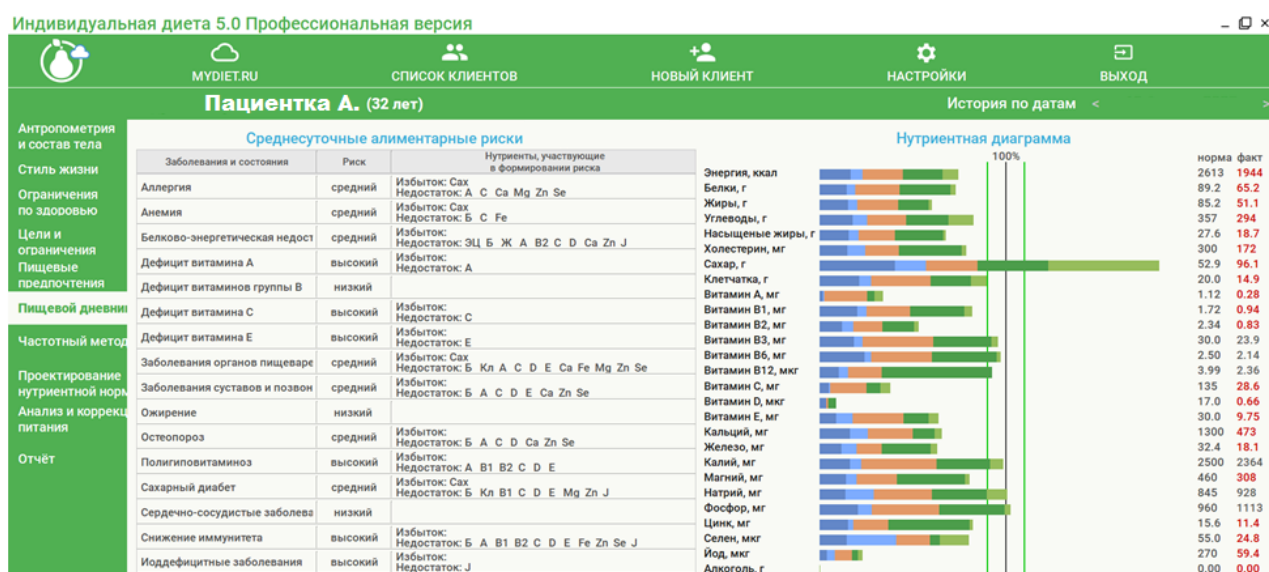 Индивидуальная диета 5.0 Профессиональная версия
MYDIET.RU
СПИСОК КЛИЕНТОВ
НОВЫЙ КЛИЕНТ
НАСТРОЙКИ
ВЫХОД
Пациентка А. (32 лет)
История по датам < >
Антропометрия
и состав тела
Стиль жизни
Ограничения
по здоровью
Цели и
ограничения
Пищевые
предпочтения
Пищевой дневни
Частотный метод
Проектирование
нутриентной норм
Анализ и коррекц
питания
Отчёт
Среднесуточные алиментарные риски
Заболевания и состояния Риск Нутриенты, участвующие
в формировании риска
Аллергия средний Избыток: Сах
Недостаток: А С Ca Mg Zn Se
Анемия средний Избыток: Сах
Недостаток: Б С Fe
Белково-энергетическая недост средний Избыток:
Недостаток: ЭЦ Б Ж А В2 С D Ca Zn J
Дефицит витамина А высокий Избыток:
Недостаток: А
Дефицит витаминов группы В низкий
Дефицит витамина С высокий Избыток:
Недостаток: С
Дефицит витамина Е высокий Избыток:
Недостаток: Е
Заболевания органов пищеваре средний Избыток: Сах
Недостаток: Б Кл А С D Е Ca Fe Mg Zn Se
Заболевания суставов и позвон средний Избыток:
Недостаток: Б А С D Е Ca Zn Se
Ожирение низкий
Остеопороз средний Избыток:
Недостаток: Б А С D Ca Zn Se
Полигиповитаминоз высокий Избыток:
Недостаток: А В1 В2 С D Е
Сахарный диабет средний Избыток: Сах
Недостаток: Б Кл В1 С D Е Mg Zn J
Сердечно-сосудистые заболева низкий
Снижение иммунитета высокий Избыток:
Недостаток: Б А В1 В2 С D Е Fe Zn Se J
Иоддефицитные заболевания высокий Избыток:
Недостаток: J
Нутриентная диаграмма
100% норма факт
Энергия, ккал 2613 1944
Белки, г 89.2 65.2
Жиры, г 85.2 51.1
Углеводы, г 357 294
Насыщеные жиры, г 27.6 18.7
Холестерин, мг 300 172
Сахар, г 52.9 96.1
Клетчатка, г 20.0 14.9
Витамин А, мг 1.12 0.28
Витамин В1, мг 1.72 0.94
Витамин В2, мг 2.34 0.83
Витамин В3, мг 30.0 23.9
Витамин В6, мг 2.50 2.14
Витамин В12, мкг 3.99 2.36
Витамин С, мг 135 28.6
Витамин D, мкг 17.0 0.66
Витамин Е, мг 30.0 9.75
Кальций, мг 1300 473
Железо, мг 32.4 18.1
Калий, мг 2500 2364
Магний, мг 460 308
Натрий, мг 845 928
Фосфор, мг 960 1113
Цинк, мг 15.6 11.4
Селен, мкг 55.0 24.8
Йод, мкг 270 59.4
Алкоголь, г 0.00 0.00